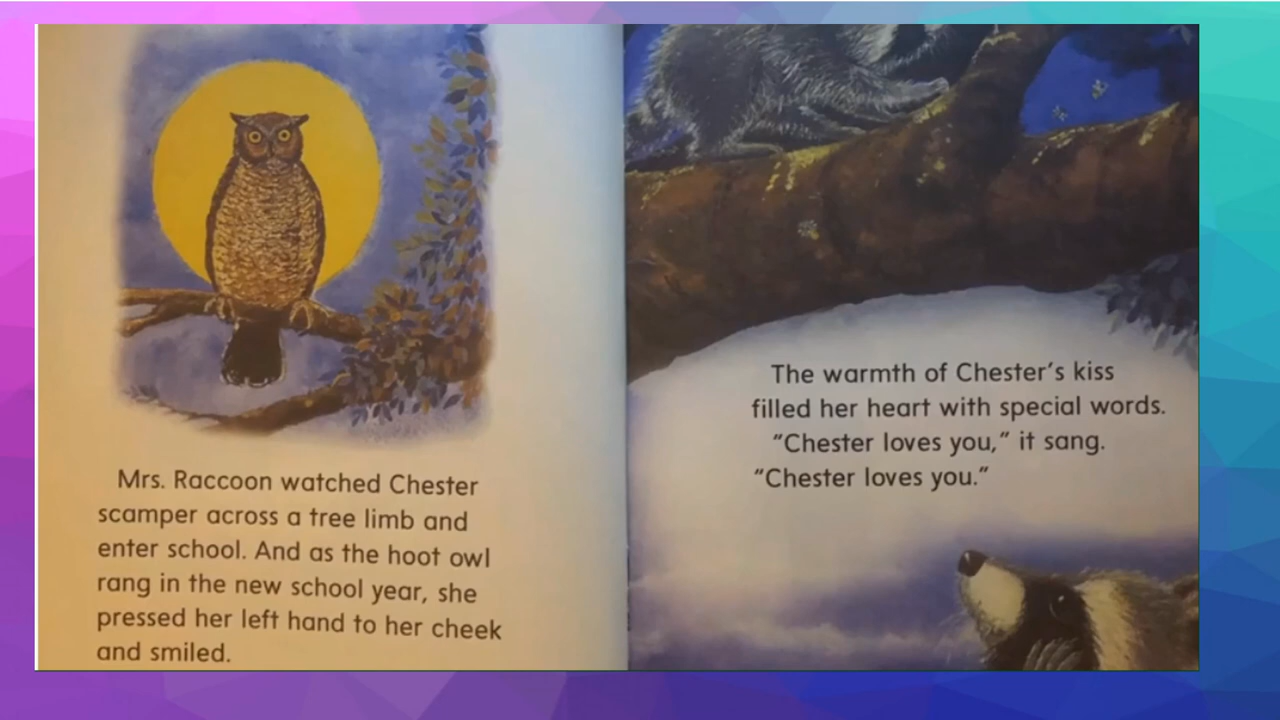 Mrs. Raccoon watched Chester
scamper across a tree limb and
enter school. And as the hoot owl
rang in the new school year, she
pressed her left hand to her cheek
and smiled.
The warmth of Chester's kiss
filled her heart with special words.
"Chester loves you," it sang.
"Chester loves you."